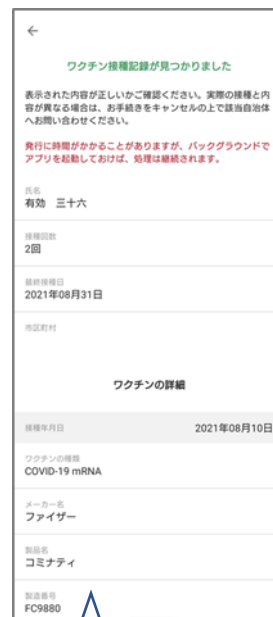 ワクチン接種記録が見つかりました
表示された内容が正しいかご確認ください。実際の接種と内
容が異なる場合は、お手続きをキャンセルの上で該当自治体
へお問い合わせください。
発行に時間がかかることがありますが、バックグラウンドで
アプリを起動しておけば、処理は継続されます。
氏名
有効 三十六
接種回数
2回
最終接種日
2021年08月31日
市区町村
ワクチンの詳細
接種年月日 2021年08月10日
ワクチンの種類
COVID-19 mRNA
メーカー名
ファイザー
製品名
コミナティ
製造番号
FC9880